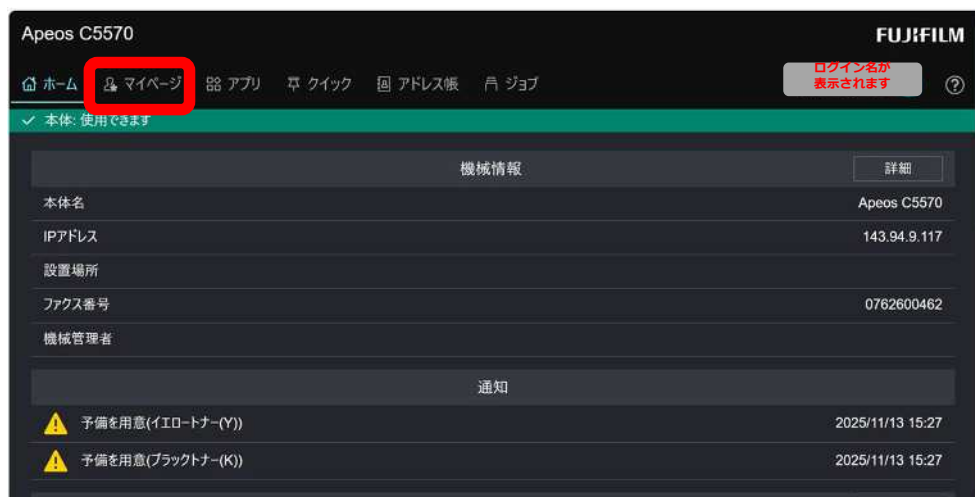 Apeos C5570
FUJIFILM
ホーム マイページ アプリ クイック アドレス帳 ジョブ
ログイン名が
表示されます
?
本体: 使用できます
機械情報 詳細
本体名 Apeos C5570
IPアドレス 143.94.9.117
設置場所
ファクス番号 0762600462
機械管理者
通知
予備を用意(イエロートナー(Y)) 2025/11/13 15:27
予備を用意(ブラックトナー(K)) 2025/11/13 15:27